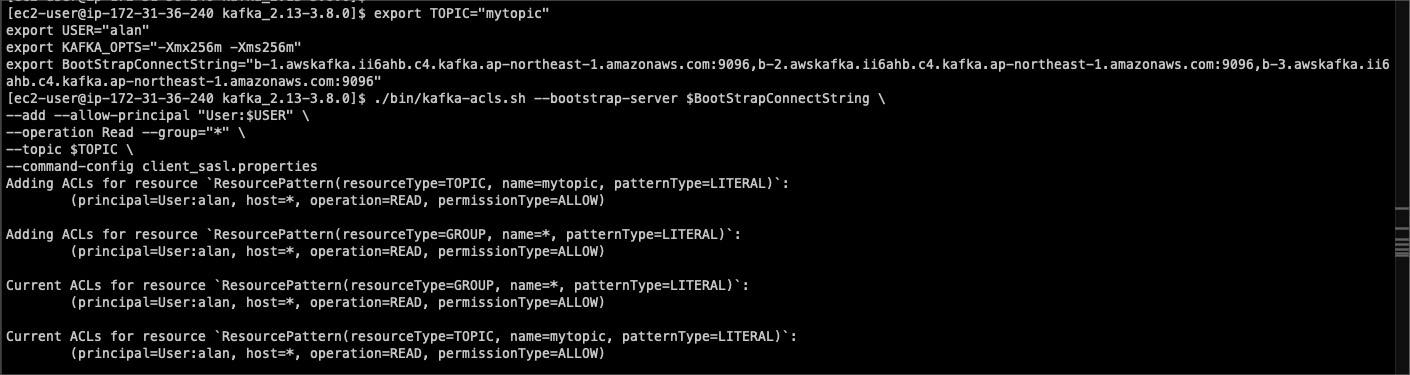 [ec2-user@ip-172-31-36-240 kafka_2.13-3.8.0]$ export TOPIC="mytopic"
export USER="alan"
export KAFKA_OPTS="-Xmx256m -Xms256m"
export BootStrapConnectString="b-1.awskafka.ii6ahb.c4.kafka.ap-northeast-1.amazonaws.com:9096,b-2.awskafka.ii6ahb.c4.kafka.ap-northeast-1.amazonaws.com:9096,b-3.awskafka.ii6
ahb.c4.kafka.ap-northeast-1.amazonaws.com:9096"
[ec2-user@ip-172-31-36-240 kafka_2.13-3.8.0]$ ./bin/kafka-acls.sh --bootstrap-server $BootStrapConnectString \
--add --allow-principal "User:$USER" \
--operation Read --group="*" \
--topic $TOPIC \
--command-config client_sasl.properties
Adding ACLs for resource `ResourcePattern(resourceType=TOPIC, name=mytopic, patternType=LITERAL)`:
        (principal=User:alan, host=*, operation=READ, permissionType=ALLOW)

Adding ACLs for resource `ResourcePattern(resourceType=GROUP, name=*, patternType=LITERAL)`:
        (principal=User:alan, host=*, operation=READ, permissionType=ALLOW)

Current ACLs for resource `ResourcePattern(resourceType=GROUP, name=*, patternType=LITERAL)`:
        (principal=User:alan, host=*, operation=READ, permissionType=ALLOW)

Current ACLs for resource `ResourcePattern(resourceType=TOPIC, name=mytopic, patternType=LITERAL)`:
        (principal=User:alan, host=*, operation=READ, permissionType=ALLOW)